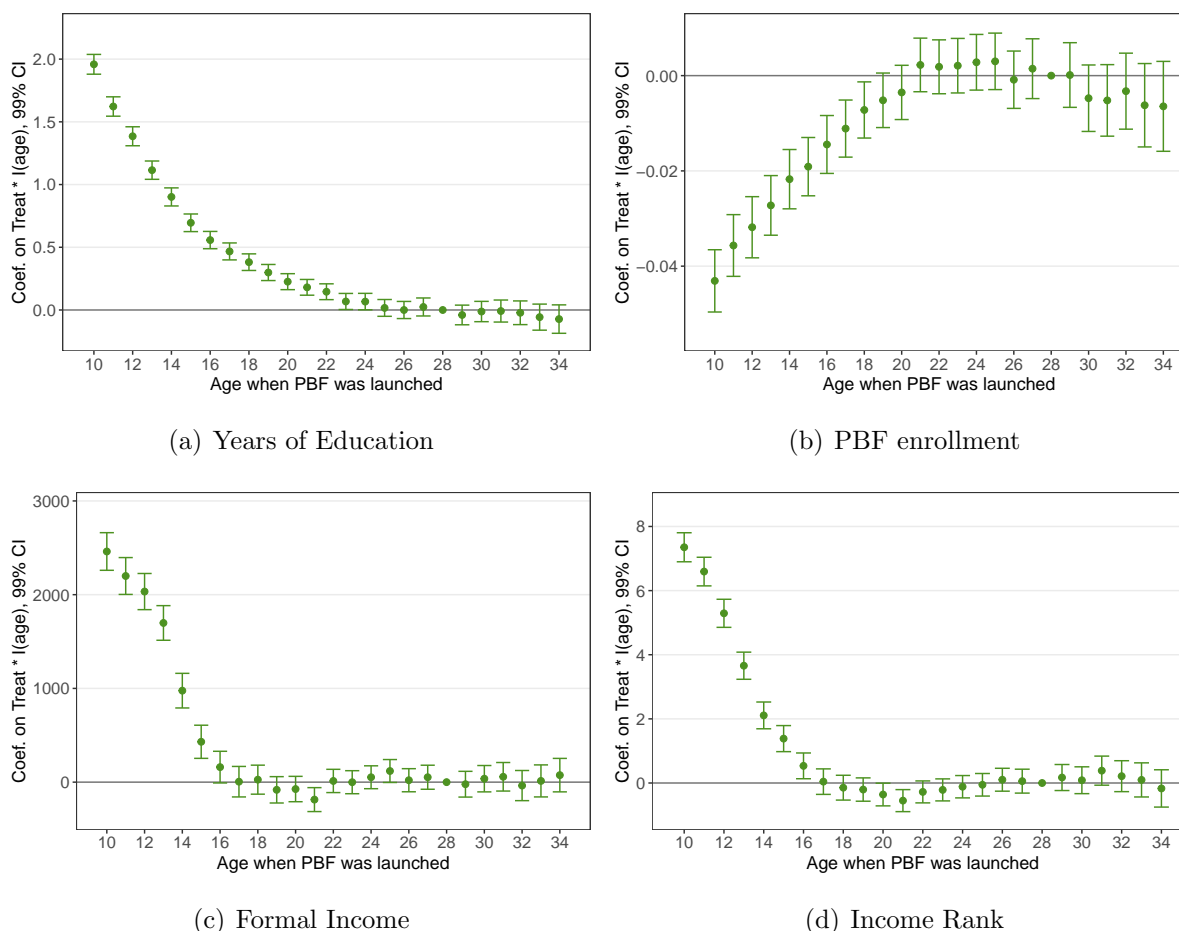 Coef. on Treat * I(age), 99% CI
2.0
1.5
1.0
0.5
0.0
10 12 14 16 18 20 22 24 26 28 30 32 34
Age when PBF was launched
(a) Years of Education
Coef. on Treat * I(age), 99% CI
0.00
−0.02
−0.04
10 12 14 16 18 20 22 24 26 28 30 32 34
Age when PBF was launched
(b) PBF enrollment
Coef. on Treat * I(age), 99% CI
3000
2000
1000
0
10 12 14 16 18 20 22 24 26 28 30 32 34
Age when PBF was launched
(c) Formal Income
Coef. on Treat * I(age), 99% CI
8
6
4
2
0
10 12 14 16 18 20 22 24 26 28 30 32 34
Age when PBF was launched
(d) Income Rank